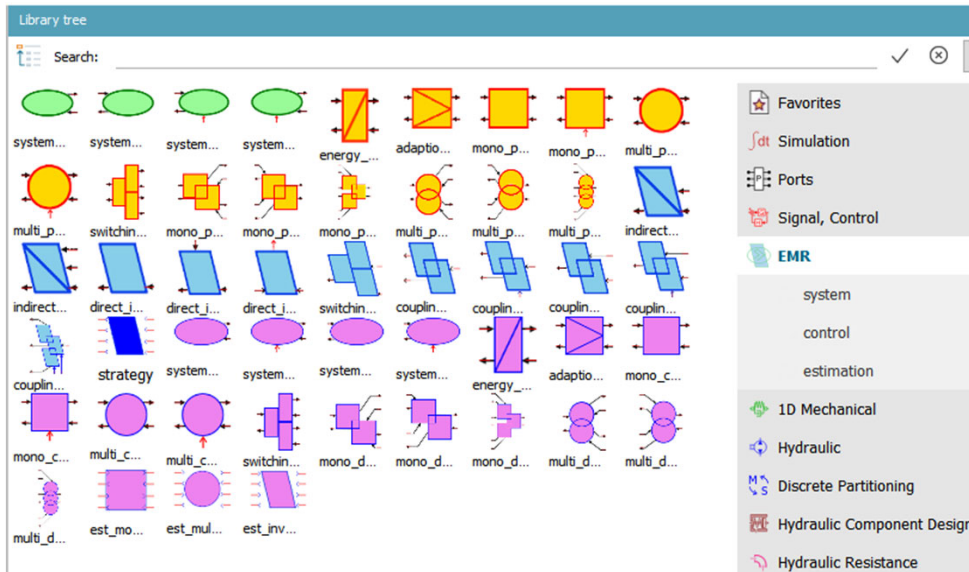 Library tree
Search:
system... system... system... system... energy_... adaptio... mono_p... mono_p... multi_p...
multi_p... switchin... mono_p... mono_p... mono_p... multi_p... multi_p... multi_p... indirect...
indirect... direct_i... direct_i... direct_i... switchin... couplin... couplin... couplin... couplin...
couplin... strategy system... system... system... system... energy_... adaptio... mono_c...
mono_c... multi_c... multi_c... switchin... mono_d... mono_d... mono_d... multi_d... multi_d...
multi_d... est_mo... est_mul... est_inv...
Favorites
∫dt Simulation
P Ports
Signal, Control
EMR
system
control
estimation
1D Mechanical
Hydraulic
M S Discrete Partitioning
Hydraulic Component Design
Hydraulic Resistance